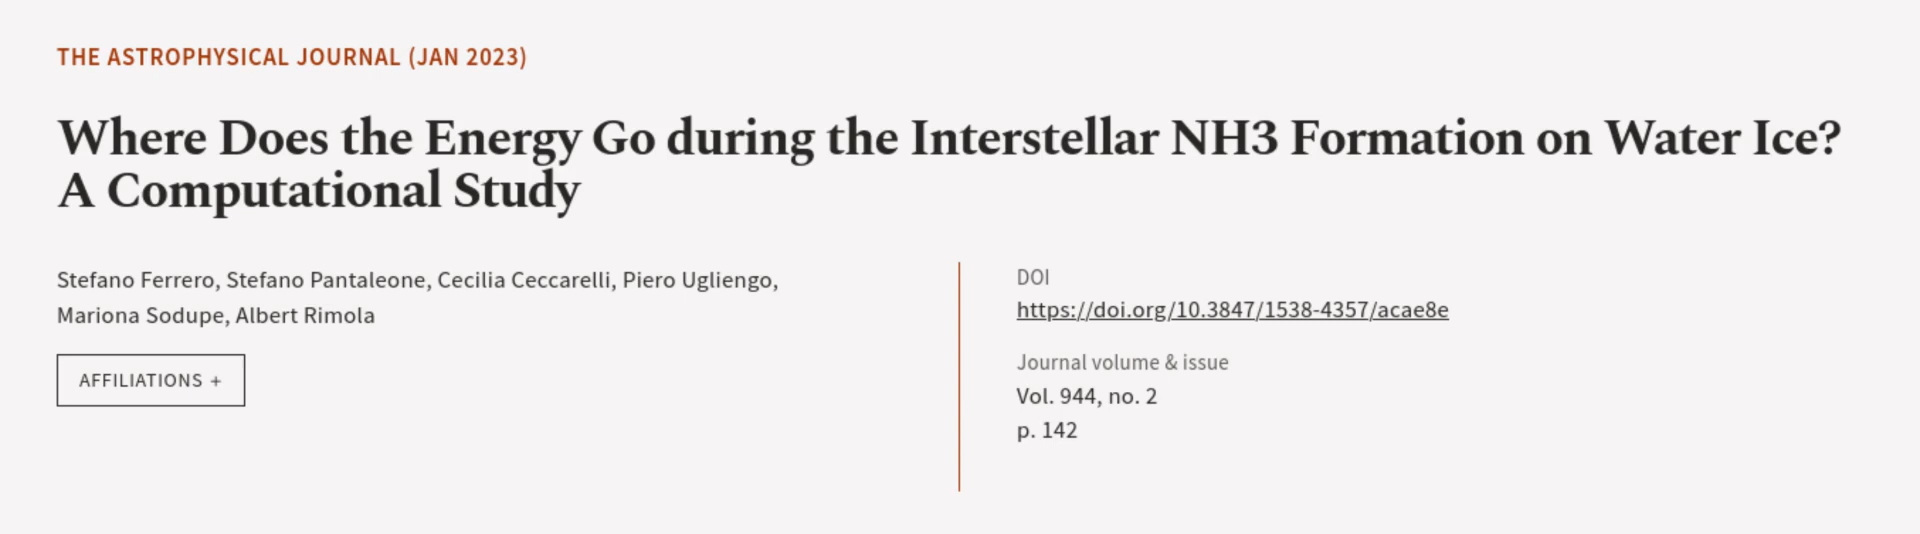 THE ASTROPHYSICAL JOURNAL (JAN 2023)
Where Does the Energy Go during the Interstellar NH3 Formation on Water Ice?
A Computational Study
Stefano Ferrero, Stefano Pantaleone, Cecilia Ceccarelli, Piero Ugliengo,
Mariona Sodupe, Albert Rimola
AFFILIATIONS +
DOI
https://doi.org/10.3847/1538-4357/acae8e
Journal volume & issue
Vol. 944, no. 2
p. 142